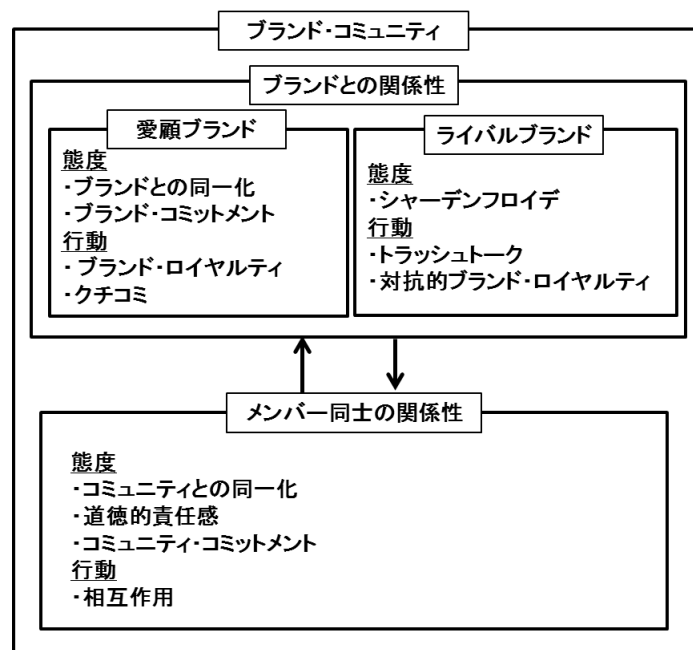 ブランド・コミュニティ
ブランドとの関係性
愛顧ブランド
態度
・ブランドとの同一化
・ブランド・コミットメント
行動
・ブランド・ロイヤルティ
・クチコミ
ライバルブランド
態度
・シャーデンフロイデ
行動
・トラッシュトーク
・対抗的ブランド・ロイヤルティ
メンバー同士の関係性
態度
・コミュニティとの同一化
・道徳的責任感
・コミュニティ・コミットメント
行動
・相互作用